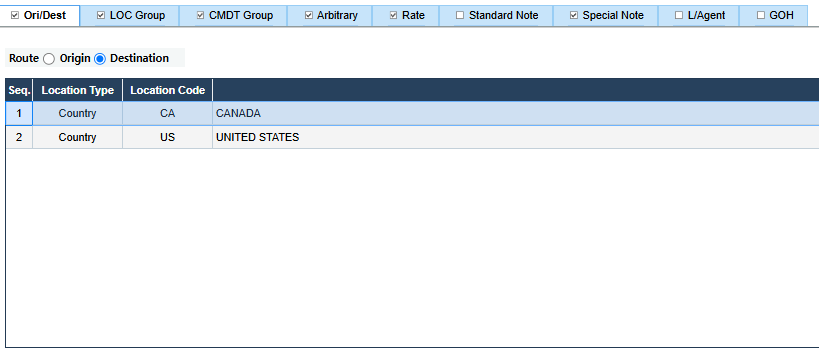 Ori/Dest LOC Group CMDT Group Arbitrary Rate Standard Note Special Note L/Agent GOH
Route Origin Destination
Seq. Location Type Location Code
1 Country CA CANADA
2 Country US UNITED STATES